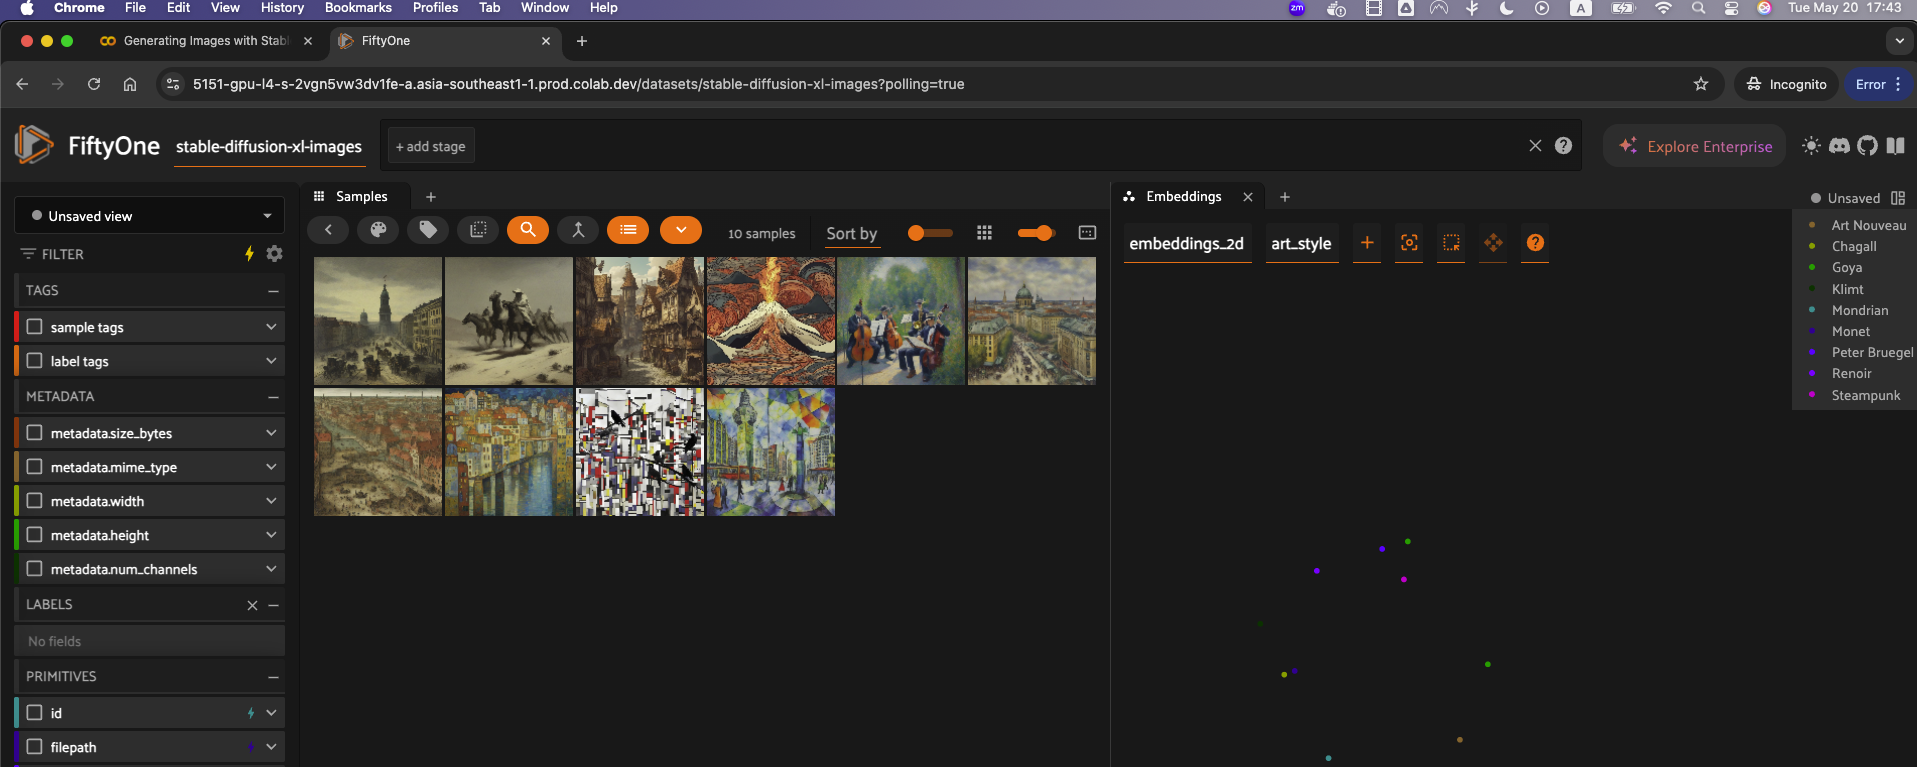 Chrome File Edit View History Bookmarks Profiles Tab Window Help zm A Tue May 20 17:43
Generating Images with Stabl
FiftyOne
5151-gpu-l4-s-2vgn5vw3dv1fe-a.asia-southeast1-1.prod.colab.dev/datasets/stable-diffusion-xl-images?polling=true
Incognito
Error
FiftyOne
stable-diffusion-xl-images
+ add stage
Explore Enterprise
Unsaved view
FILTER
TAGS
sample tags
label tags
METADATA
metadata.size_bytes
metadata.mime_type
metadata.width
metadata.height
metadata.num_channels
LABELS
No fields
PRIMITIVES
id
filepath
Samples
10 samples
Sort by
Embeddings
Unsaved
embeddings_2d
art_style
Art Nouveau
Chagall
Goya
Klimt
Mondrian
Monet
Peter Bruegel
Renoir
Steampunk